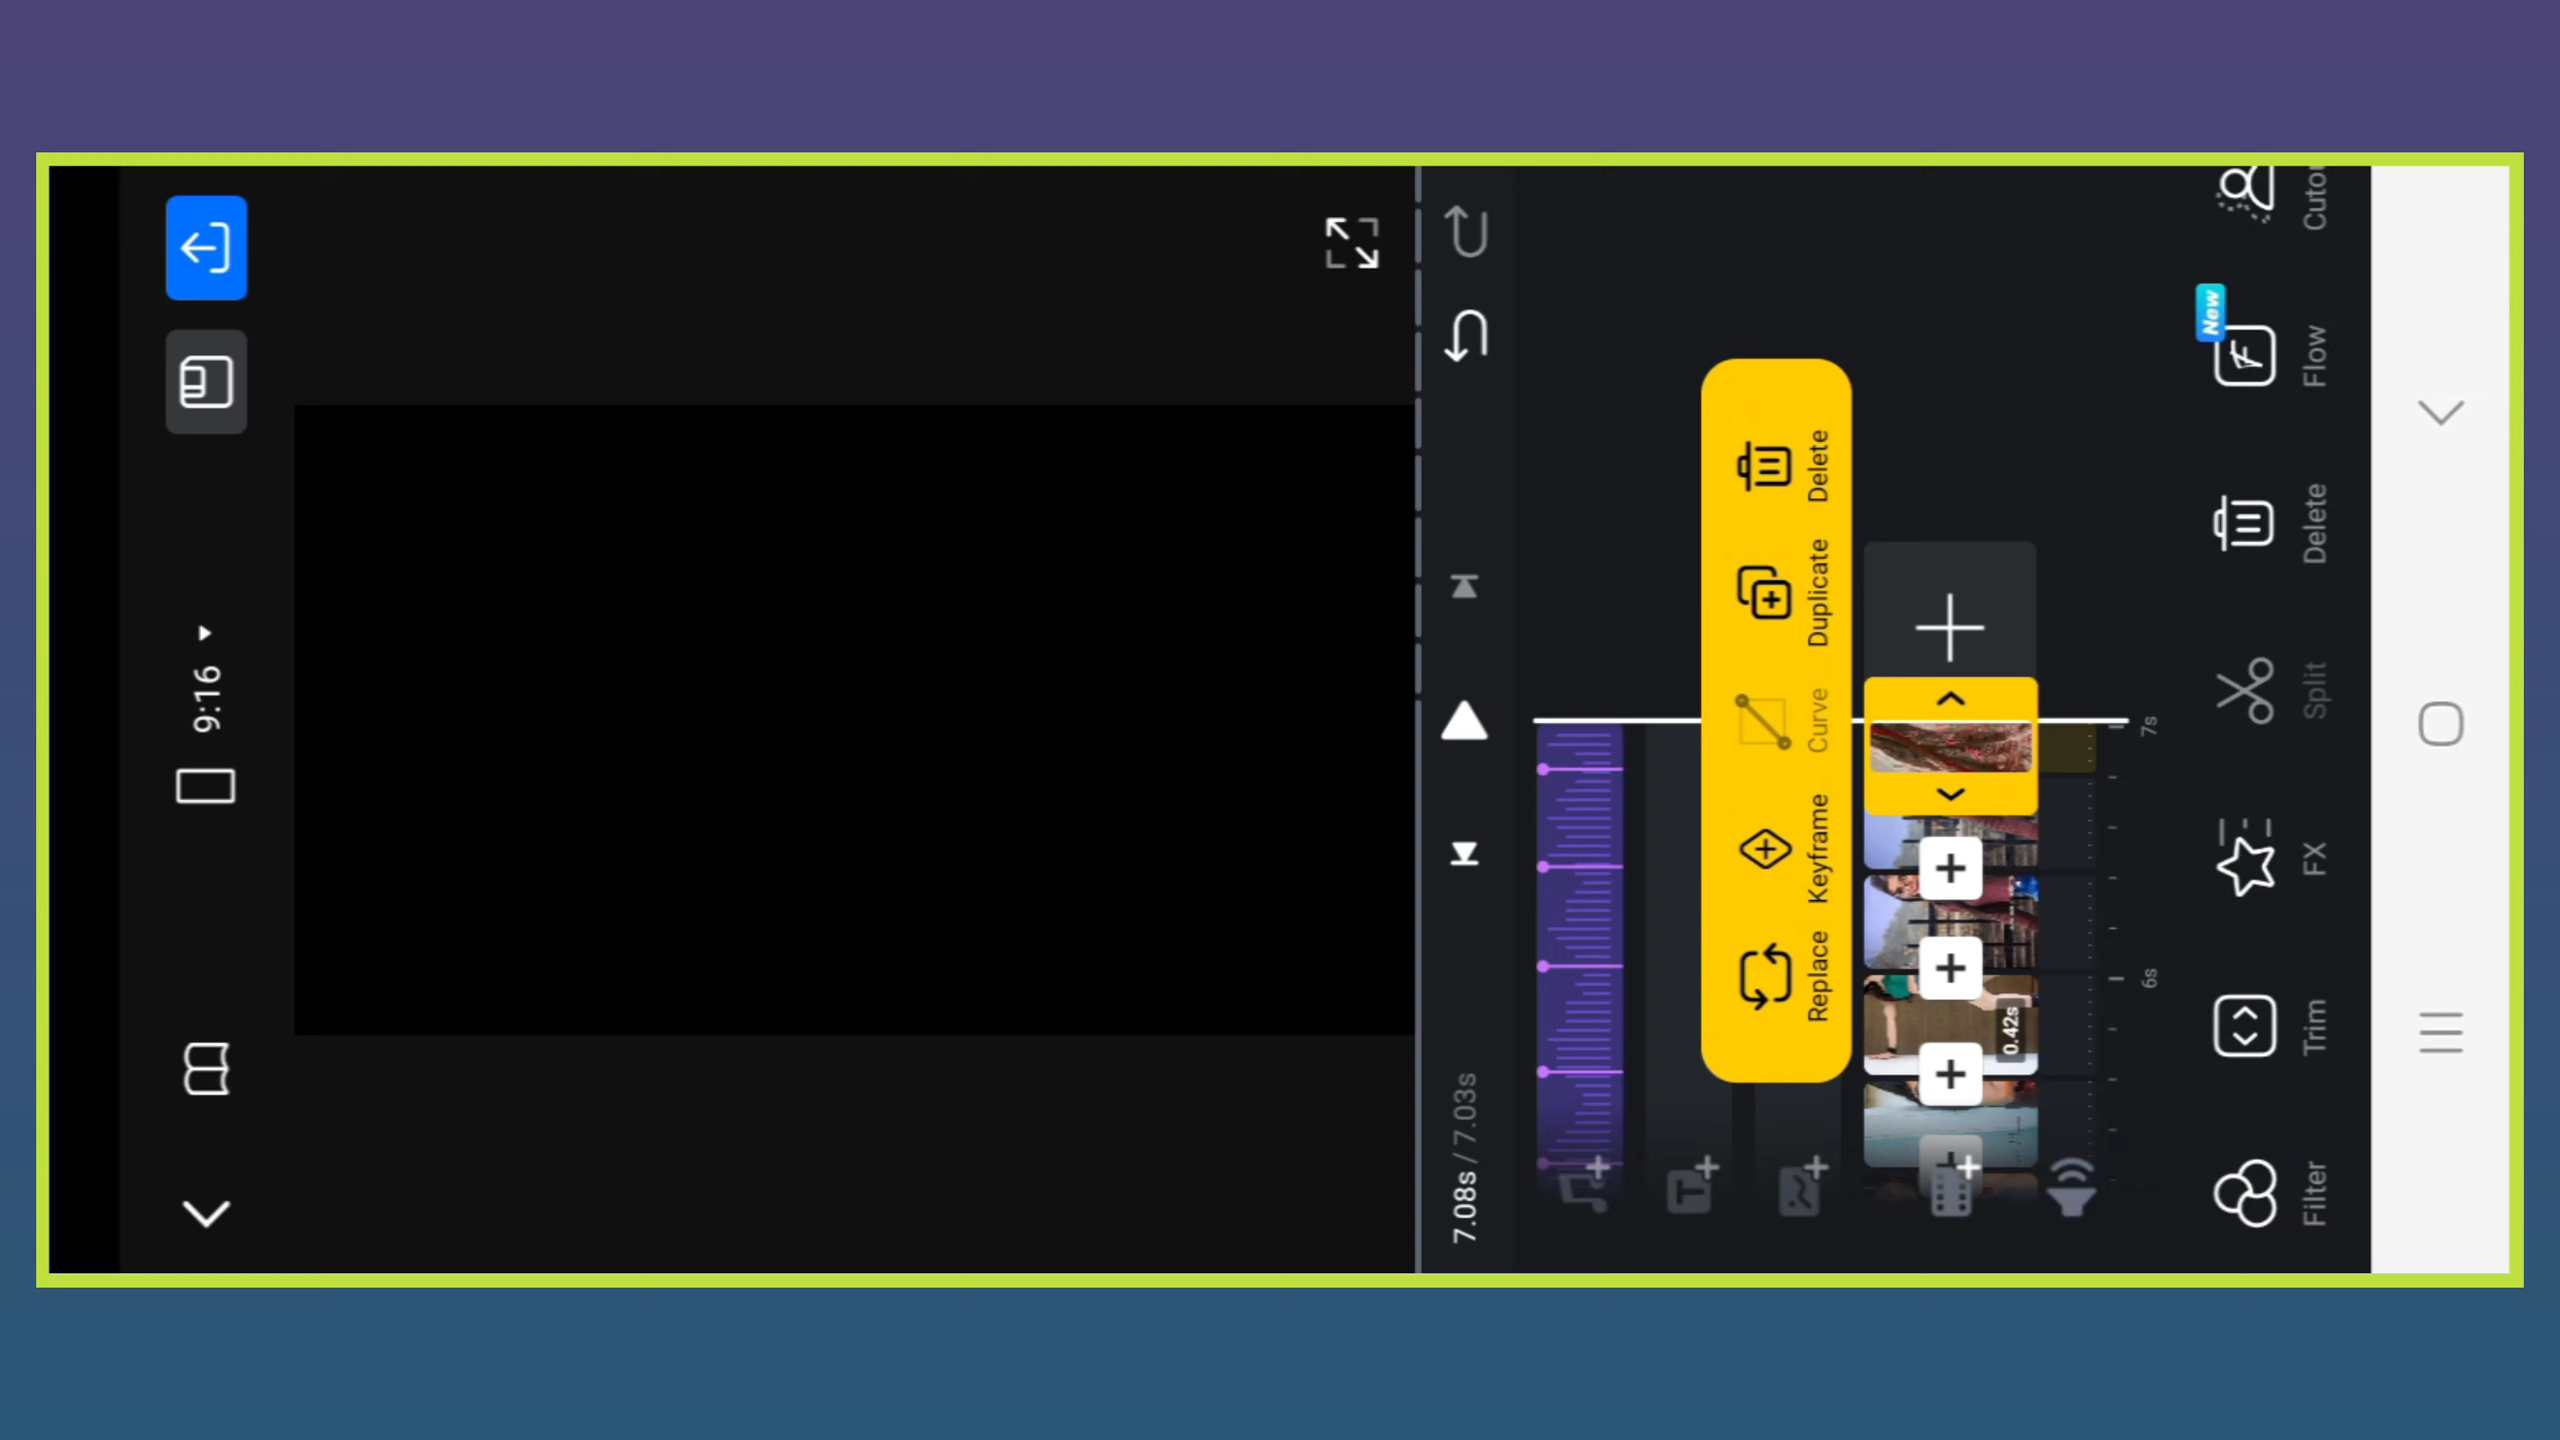 9:16
7.08s / 7.03s
Replace
Keyframe
Curve
Duplicate
Delete
0.42s
6s
7s
New
Filter
Trim
FX
Split
Delete
Flow